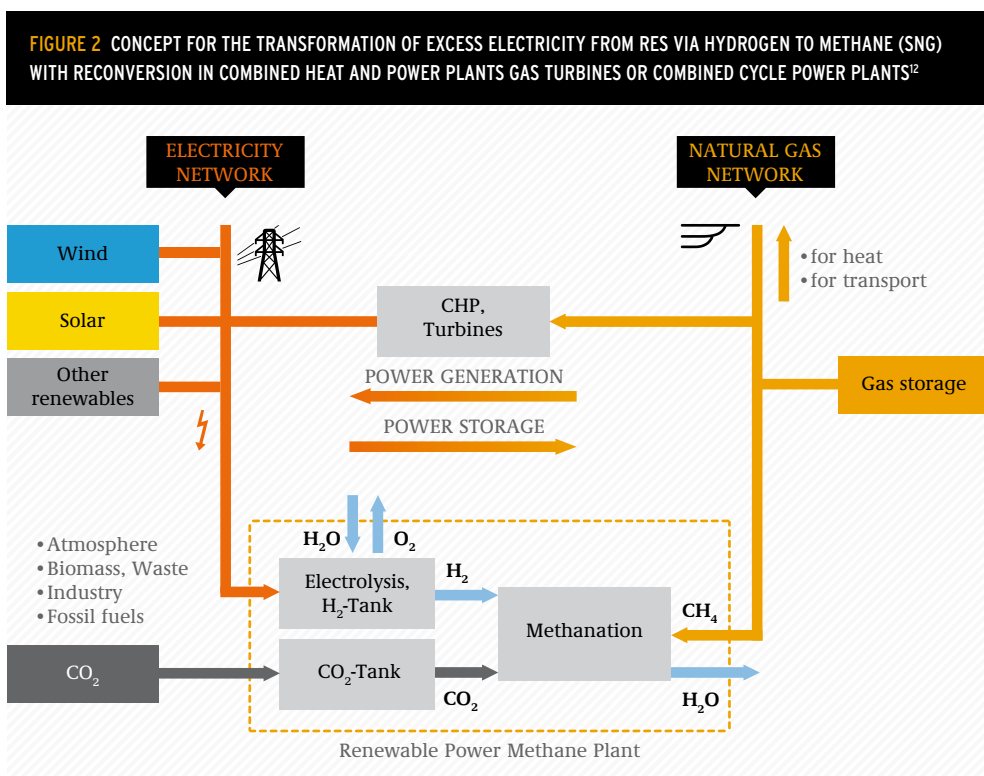 FIGURE 2 CONCEPT FOR THE TRANSFORMATION OF EXCESS ELECTRICITY FROM RES VIA HYDROGEN TO METHANE (SNG)
WITH RECONVERSION IN COMBINED HEAT AND POWER PLANTS GAS TURBINES OR COMBINED CYCLE POWER PLANTS¹²
ELECTRICITY
NETWORK
NATURAL GAS
NETWORK
Wind
Solar
Other
renewables
CHP,
Turbines
• for heat
• for transport
Gas storage
POWER GENERATION
POWER STORAGE
• Atmosphere
• Biomass, Waste
• Industry
• Fossil fuels
CO₂
H₂O
O₂
Electrolysis,
H₂-Tank
H₂
CO₂-Tank
CO₂
Methanation
CH₄
H₂O
Renewable Power Methane Plant